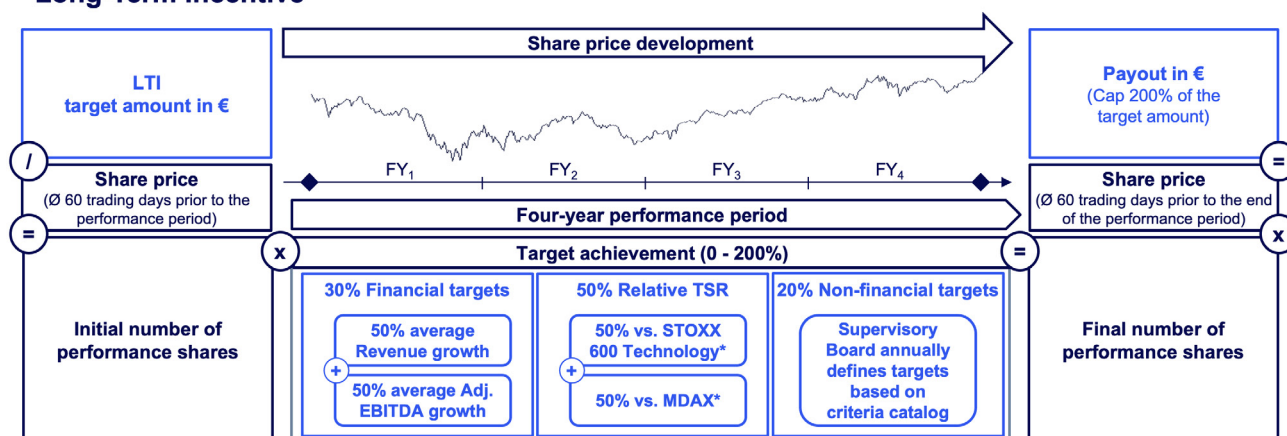 Long-Term Incentive
LTI
target amount in €
/
Share price
(Ø 60 trading days prior to the
performance period)
=
Initial number of
performance shares
x
Share price development
FY₁
FY₂
FY₃
FY₄
Four-year performance period
Target achievement (0 - 200%)
30% Financial targets
50% average
Revenue growth
+
50% average Adj.
EBITDA growth
50% Relative TSR
50% vs. STOXX
600 Technology*
+
50% vs. MDAX*
20% Non-financial targets
Supervisory
Board annually
defines targets
based on
criteria catalog
=
Payout in €
(Cap 200% of the
target amount)
=
Share price
(Ø 60 trading days prior to the end
of the performance period)
x
Final number of
performance shares